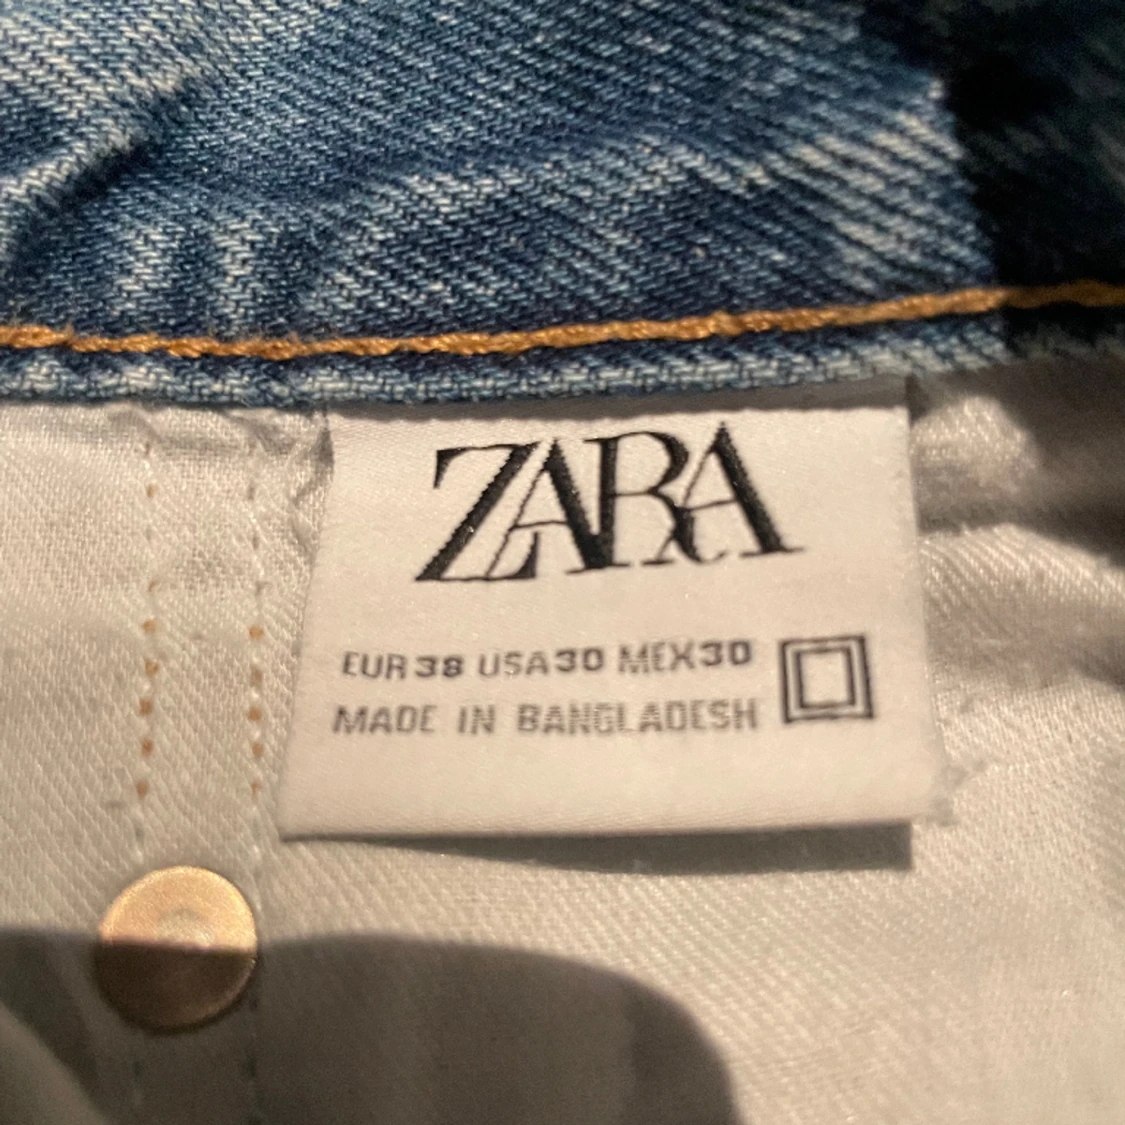 ZARA
EUR 38 USA 30 MEX 30
MADE IN BANGLADESH